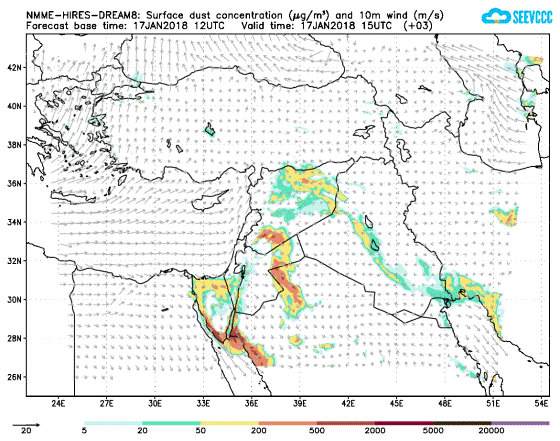 NMME-HIRES-DREAM8: Surface dust concentration (μg/m³) and 10m wind (m/s)
Forecast base time: 17JAN2018 12UTC Valid time: 17JAN2018 15UTC (+03)
SEEVCCC
42N
40N
38N
36N
34N
32N
30N
28N
26N
24E 27E 30E 33E 36E 39E 42E 45E 48E 51E 54E
20 5 20 50 200 500 2000 5000 10000 20000